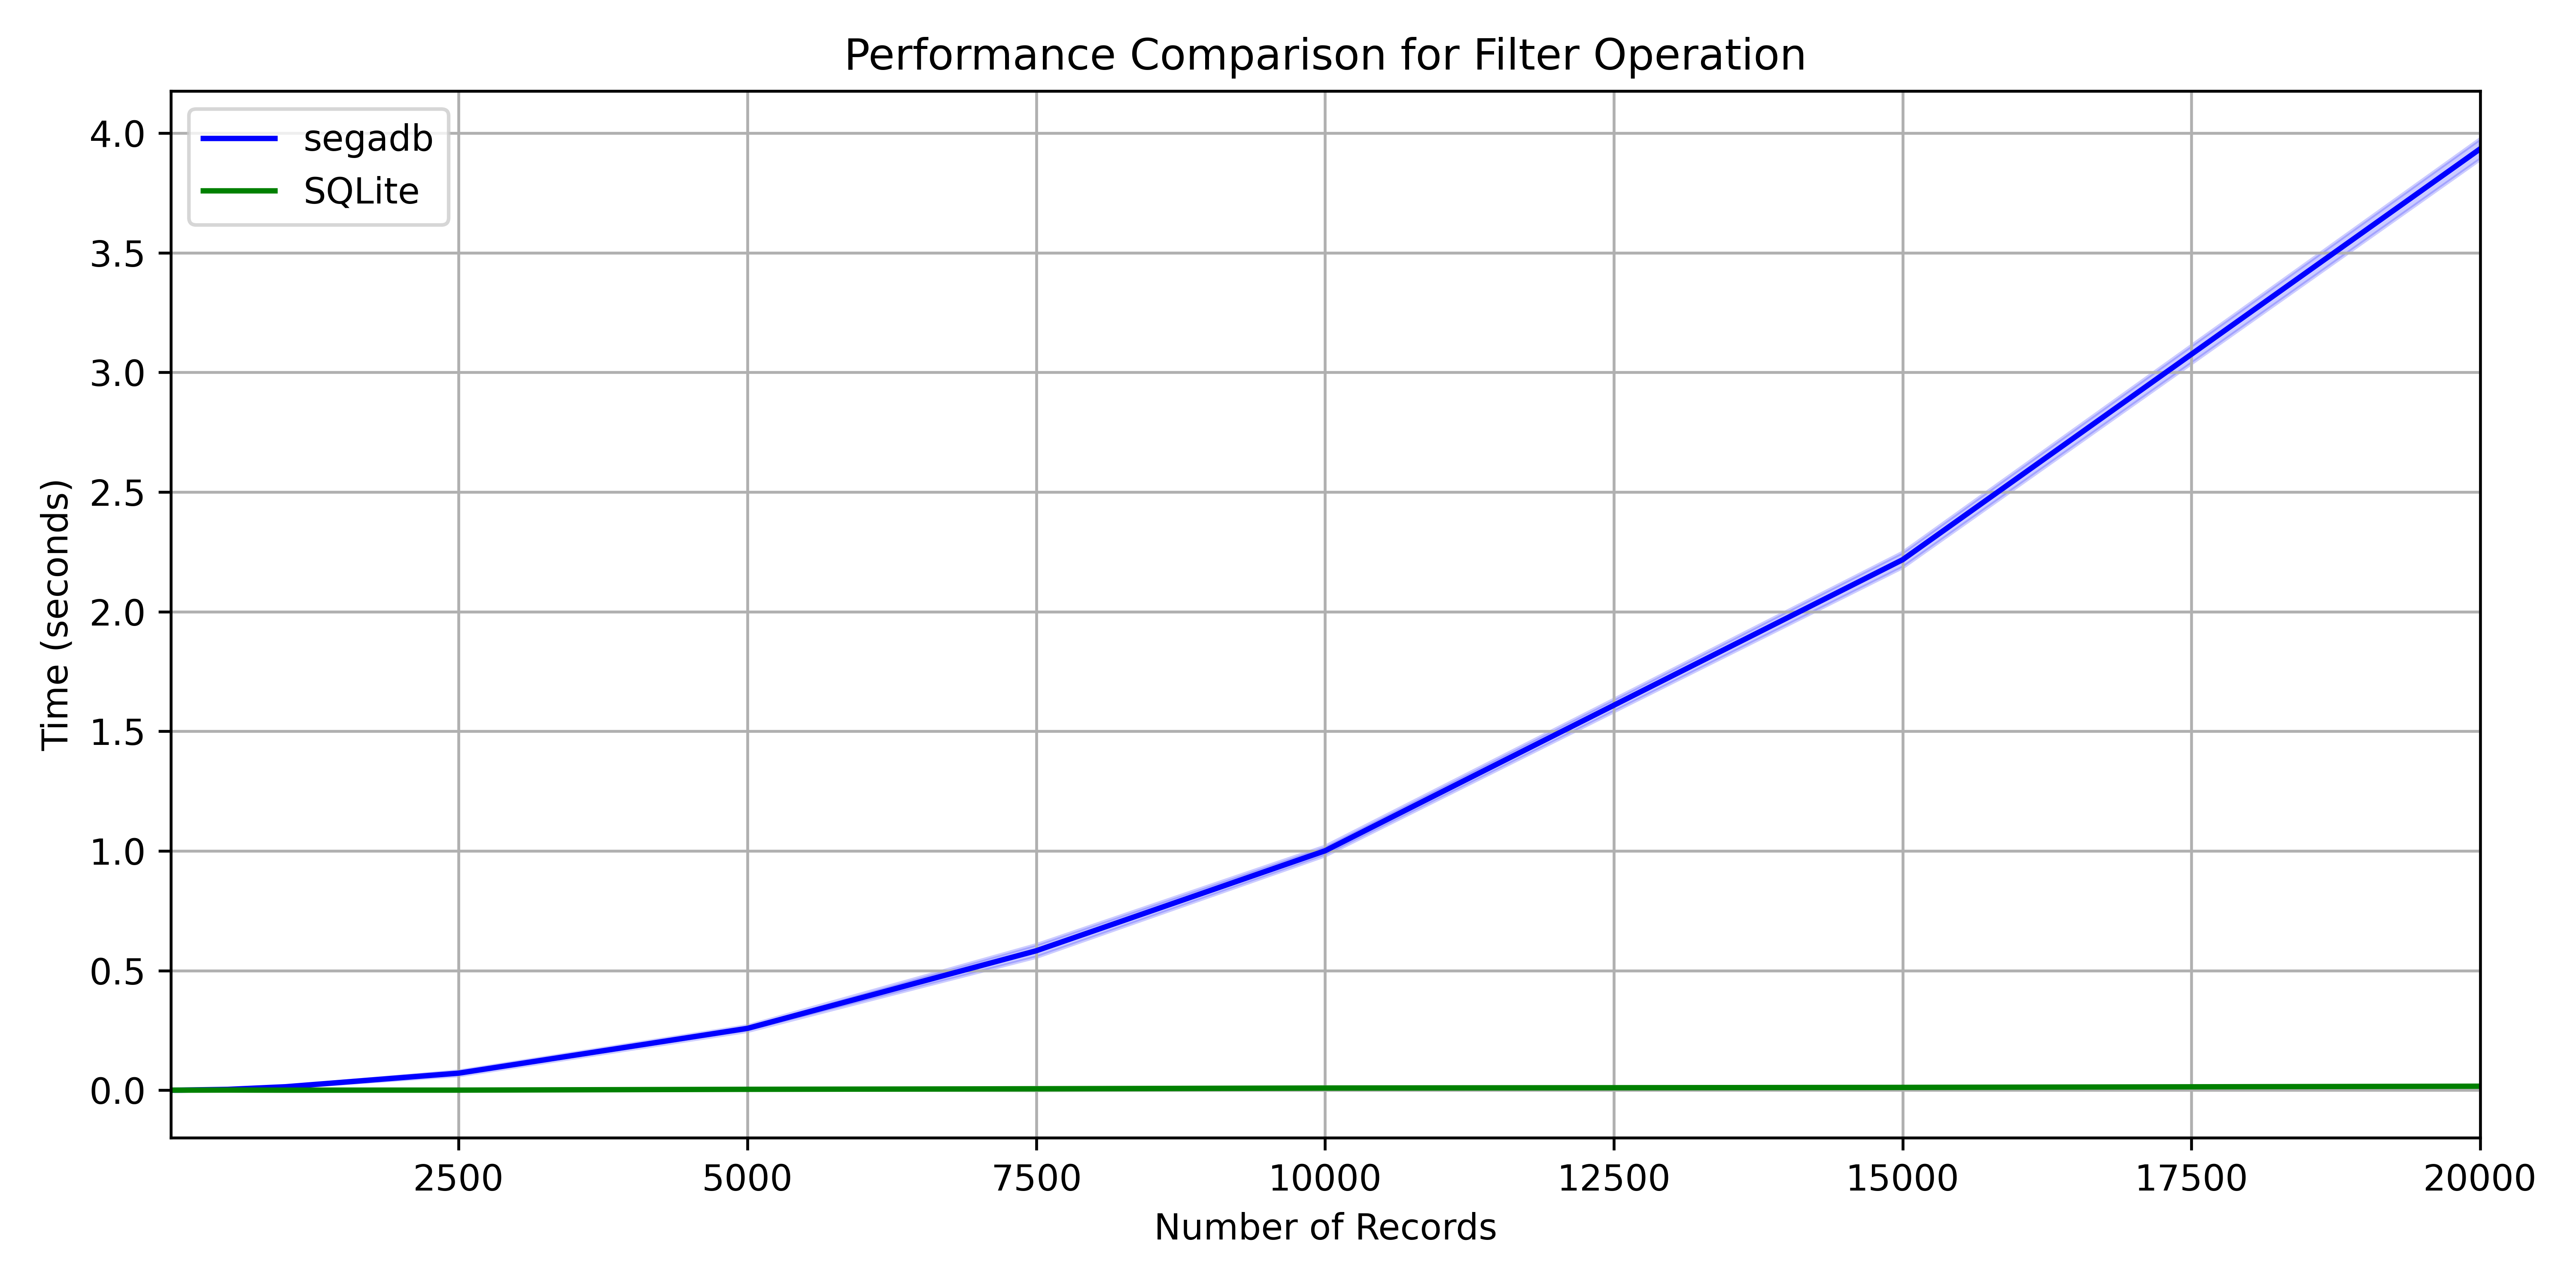 Performance Comparison for Filter Operation
segadb
SQLite
4.0
3.5
3.0
2.5
2.0
1.5
1.0
0.5
0.0
Time (seconds)
2500 5000 7500 10000 12500 15000 17500 20000
Number of Records